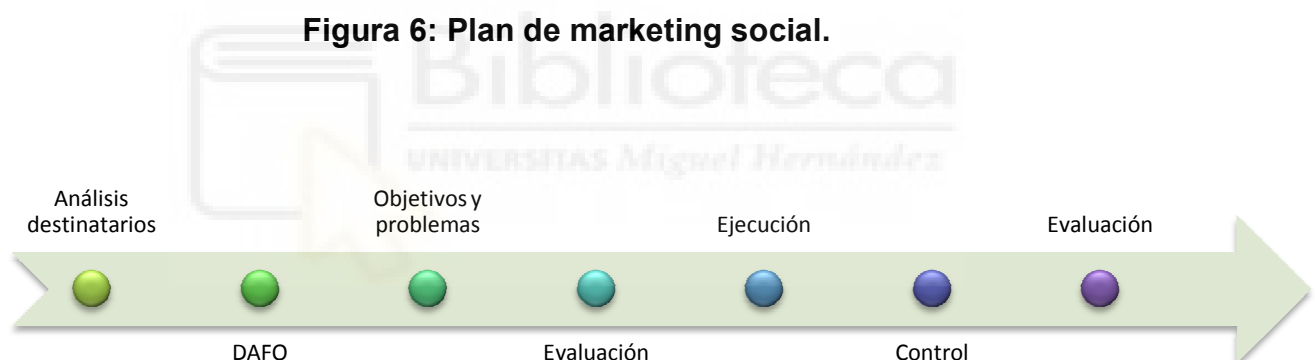 Figura 6: Plan de marketing social.
Biblioteca
UNIVERSITAS Miguel Hernández
Análisis
destinatarios
DAFO
Objetivos y
problemas
Evaluación
Ejecución
Control
Evaluación